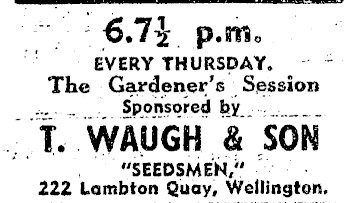 6.7½ p.m.
EVERY THURSDAY.
The Gardener's Session
Sponsored by
T. WAUGH & SON
"SEEDSMEN,"
222 Lambton Quay, Wellington.